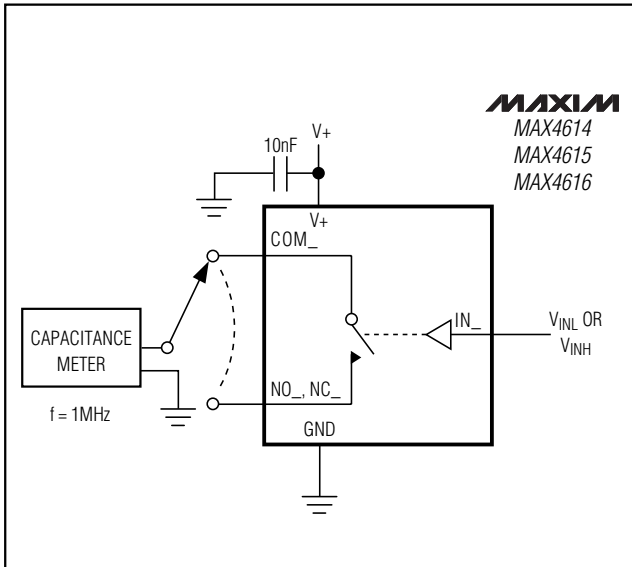 MAXIM
MAX4614
MAX4615
MAX4616
V+
10nF
V+
COM_
IN_
V_INL OR
V_INH
CAPACITANCE
METER
f = 1MHz
NO_, NC_
GND